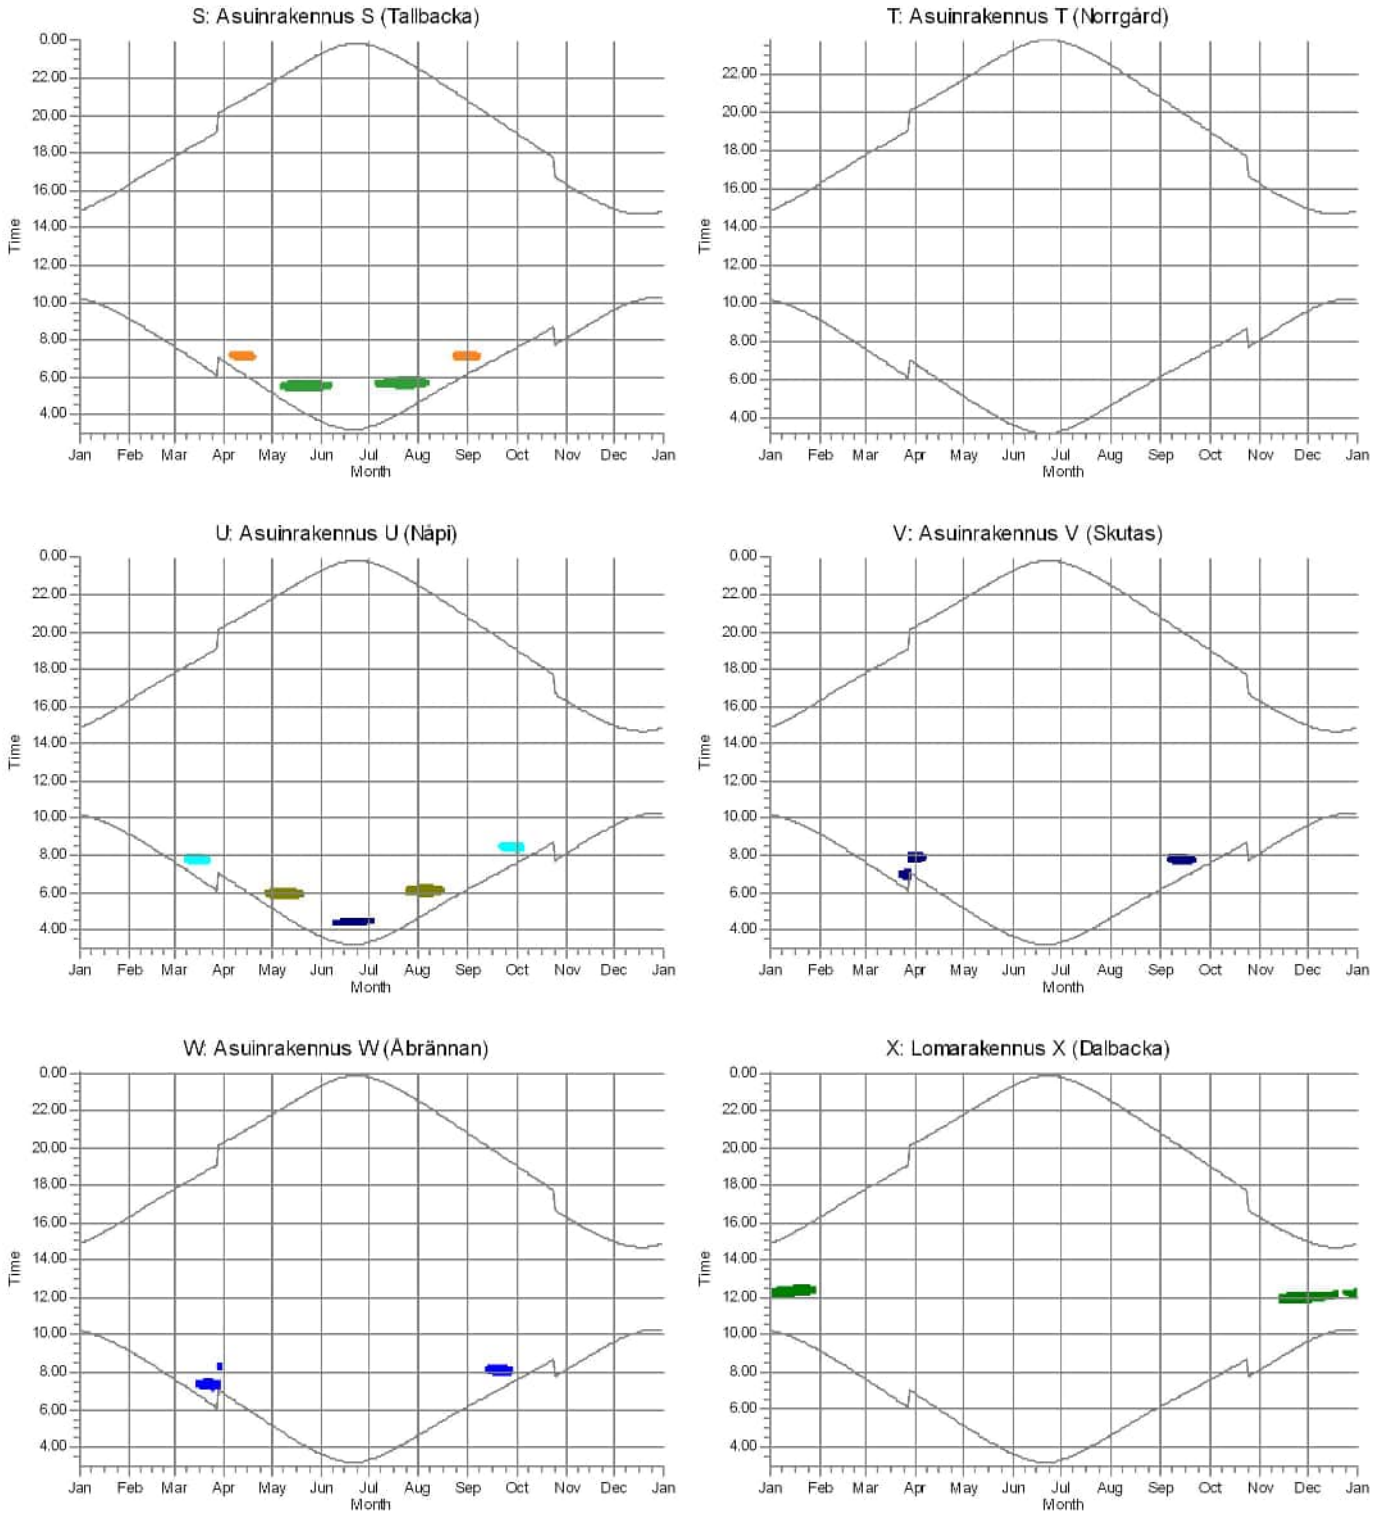 S: Asuinrakennus S (Tallbacka)
0.00
22.00
20.00
18.00
16.00
14.00
12.00
10.00
8.00
6.00
4.00
Time
Jan Feb Mar Apr May Jun Jul Aug Sep Oct Nov Dec Jan
Month
T: Asuinrakennus T (Norrgård)
22.00
20.00
18.00
16.00
14.00
12.00
10.00
8.00
6.00
4.00
Time
Jan Feb Mar Apr May Jun Jul Aug Sep Oct Nov Dec Jan
Month
U: Asuinrakennus U (Nåpi)
0.00
22.00
20.00
18.00
16.00
14.00
12.00
10.00
8.00
6.00
4.00
Time
Jan Feb Mar Apr May Jun Jul Aug Sep Oct Nov Dec Jan
Month
V: Asuinrakennus V (Skutas)
0.00
22.00
20.00
18.00
16.00
14.00
12.00
10.00
8.00
6.00
4.00
Time
Jan Feb Mar Apr May Jun Jul Aug Sep Oct Nov Dec Jan
Month
W: Asuinrakennus W (Åbrännan)
0.00
22.00
20.00
18.00
16.00
14.00
12.00
10.00
8.00
6.00
4.00
Time
Jan Feb Mar Apr May Jun Jul Aug Sep Oct Nov Dec Jan
Month
X: Lomarakennus X (Dalbacka)
0.00
22.00
20.00
18.00
16.00
14.00
12.00
10.00
8.00
6.00
4.00
Time
Jan Feb Mar Apr May Jun Jul Aug Sep Oct Nov Dec Jan
Month